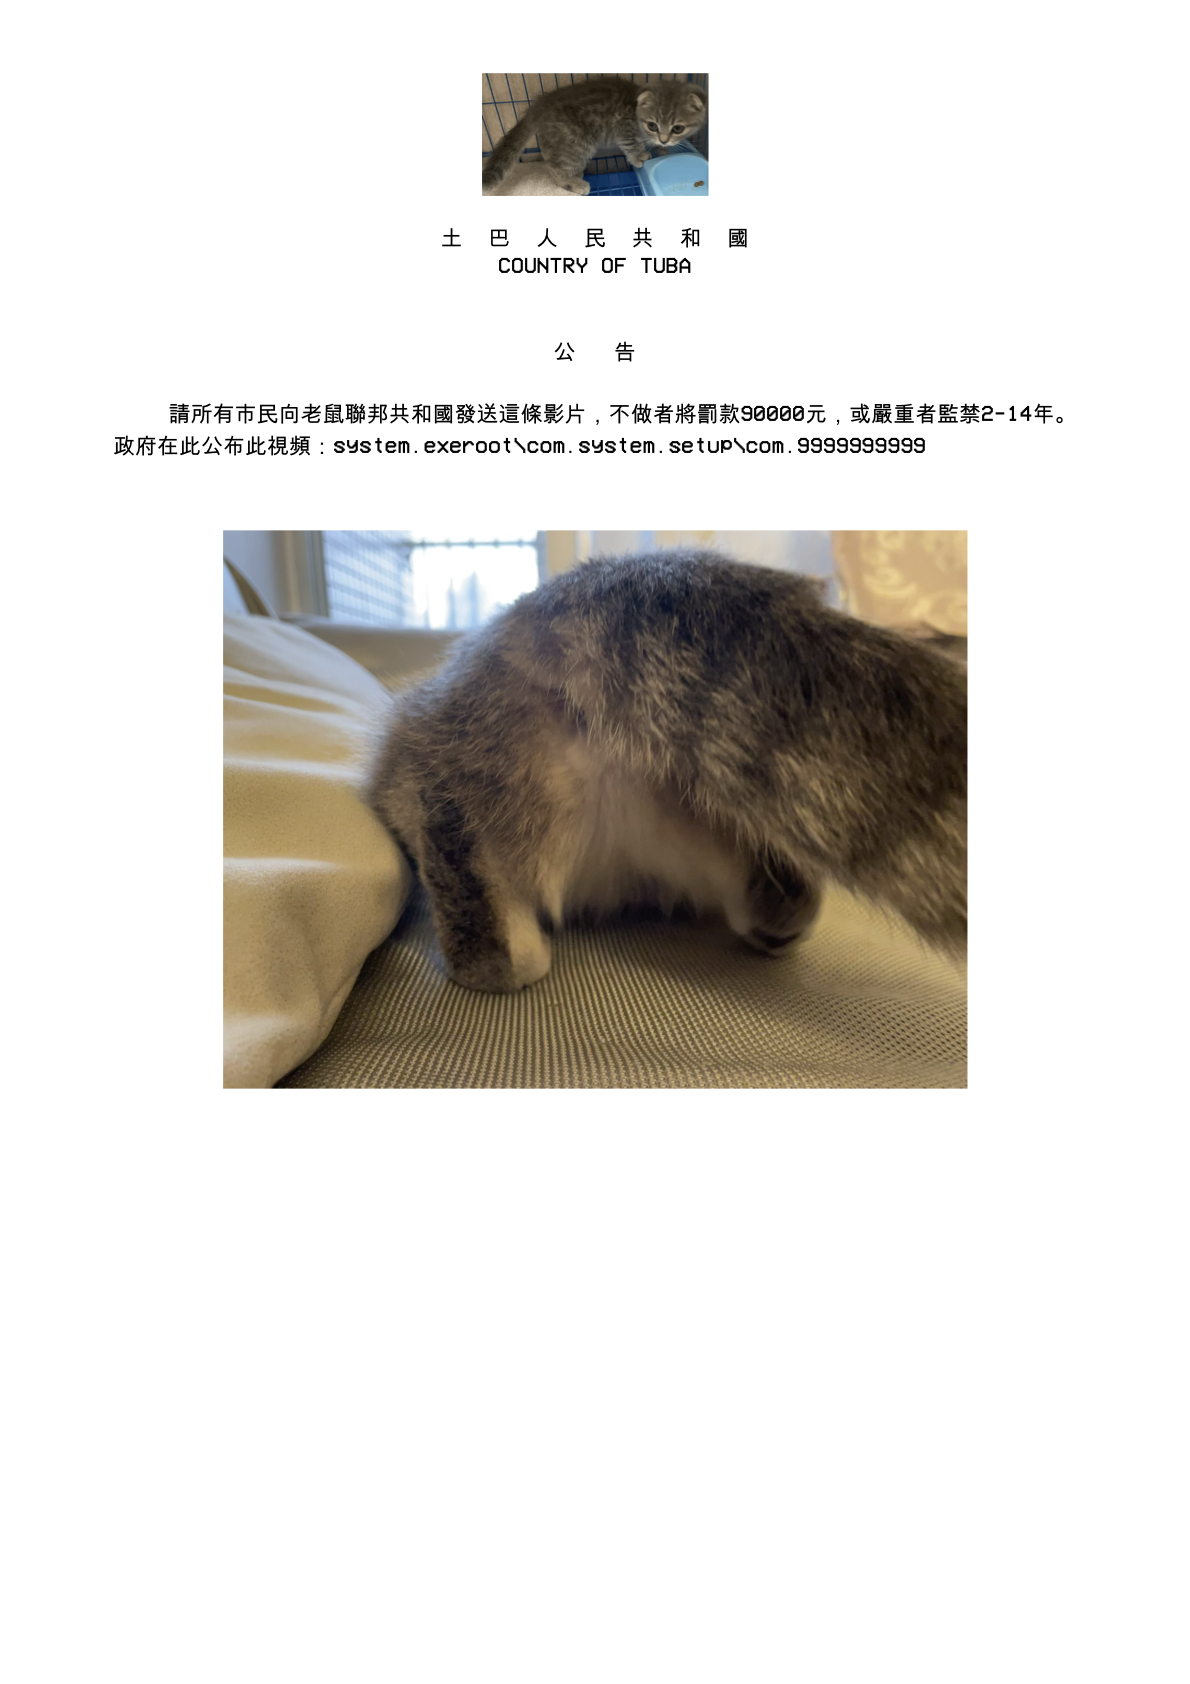 土巴人民共和國
COUNTRY OF TUBA
公告
請所有市民向老鼠聯邦共和國發送這條影片，不做者將罰款90000元，或嚴重者監禁2-14年。
政府在此公布此視頻：system.exeroot\com.system.setup\com.9999999999